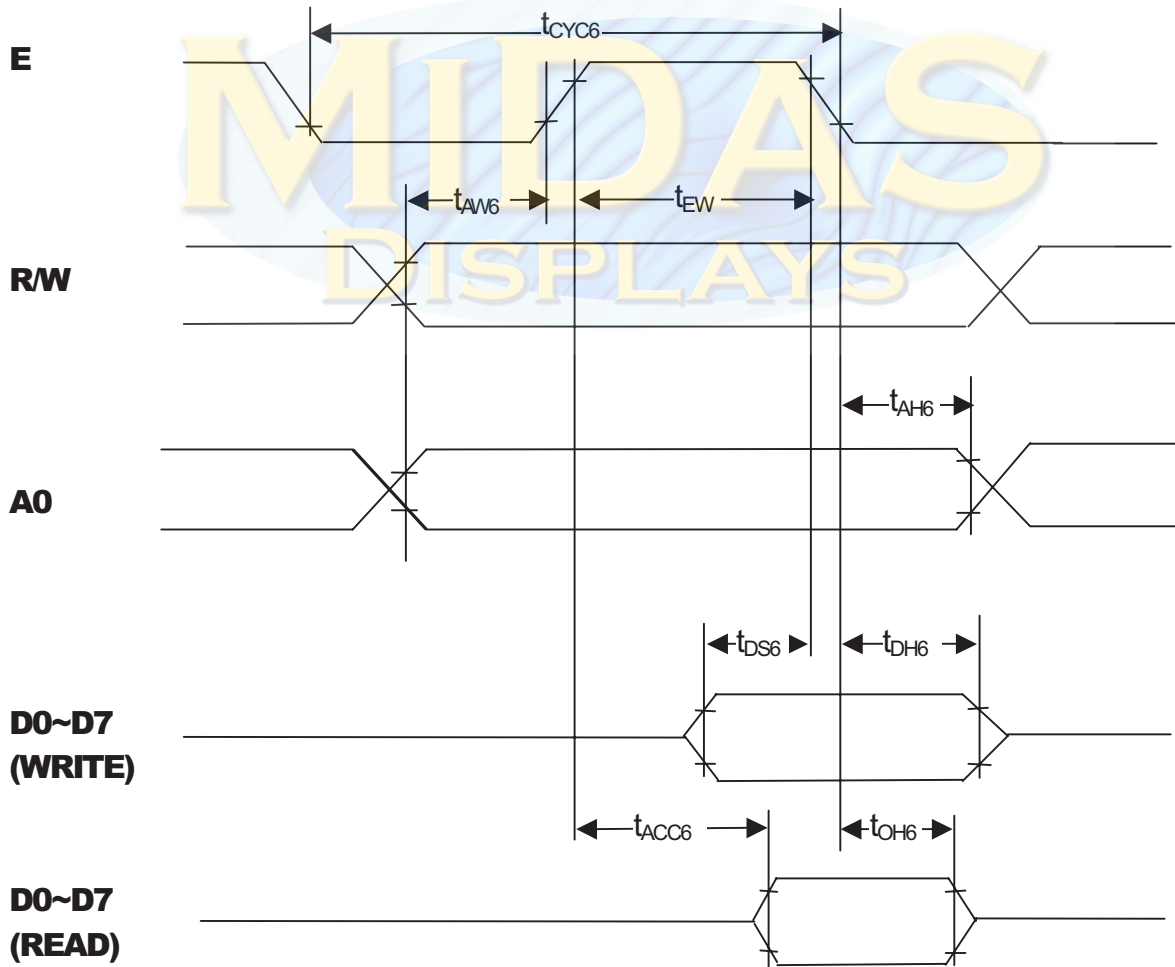 tCYC6
E
MIDAS
tAW6
tEW
DISPLAYS
R/W
tAH6
A0
tDS6
tDH6
D0~D7
(WRITE)
tACC6
tOH6
D0~D7
(READ)